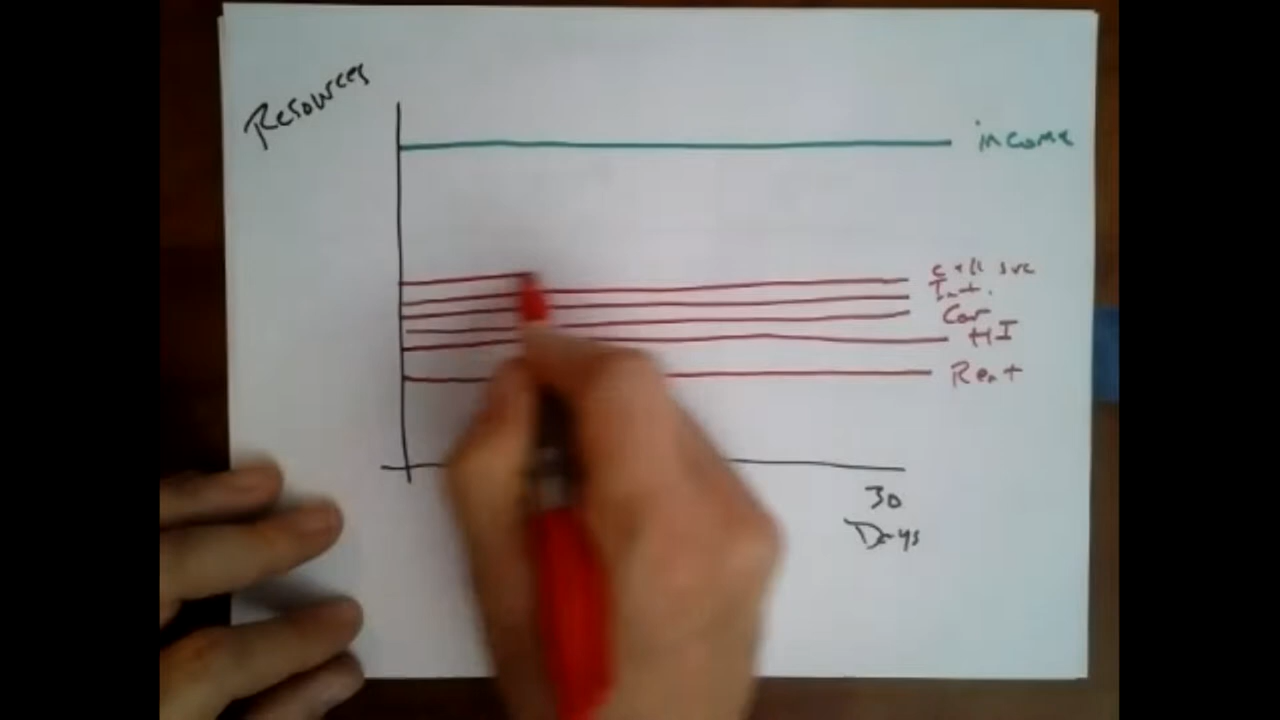 Resources
income
Cell svc
Int.
Car
HI
Rent
30
Days